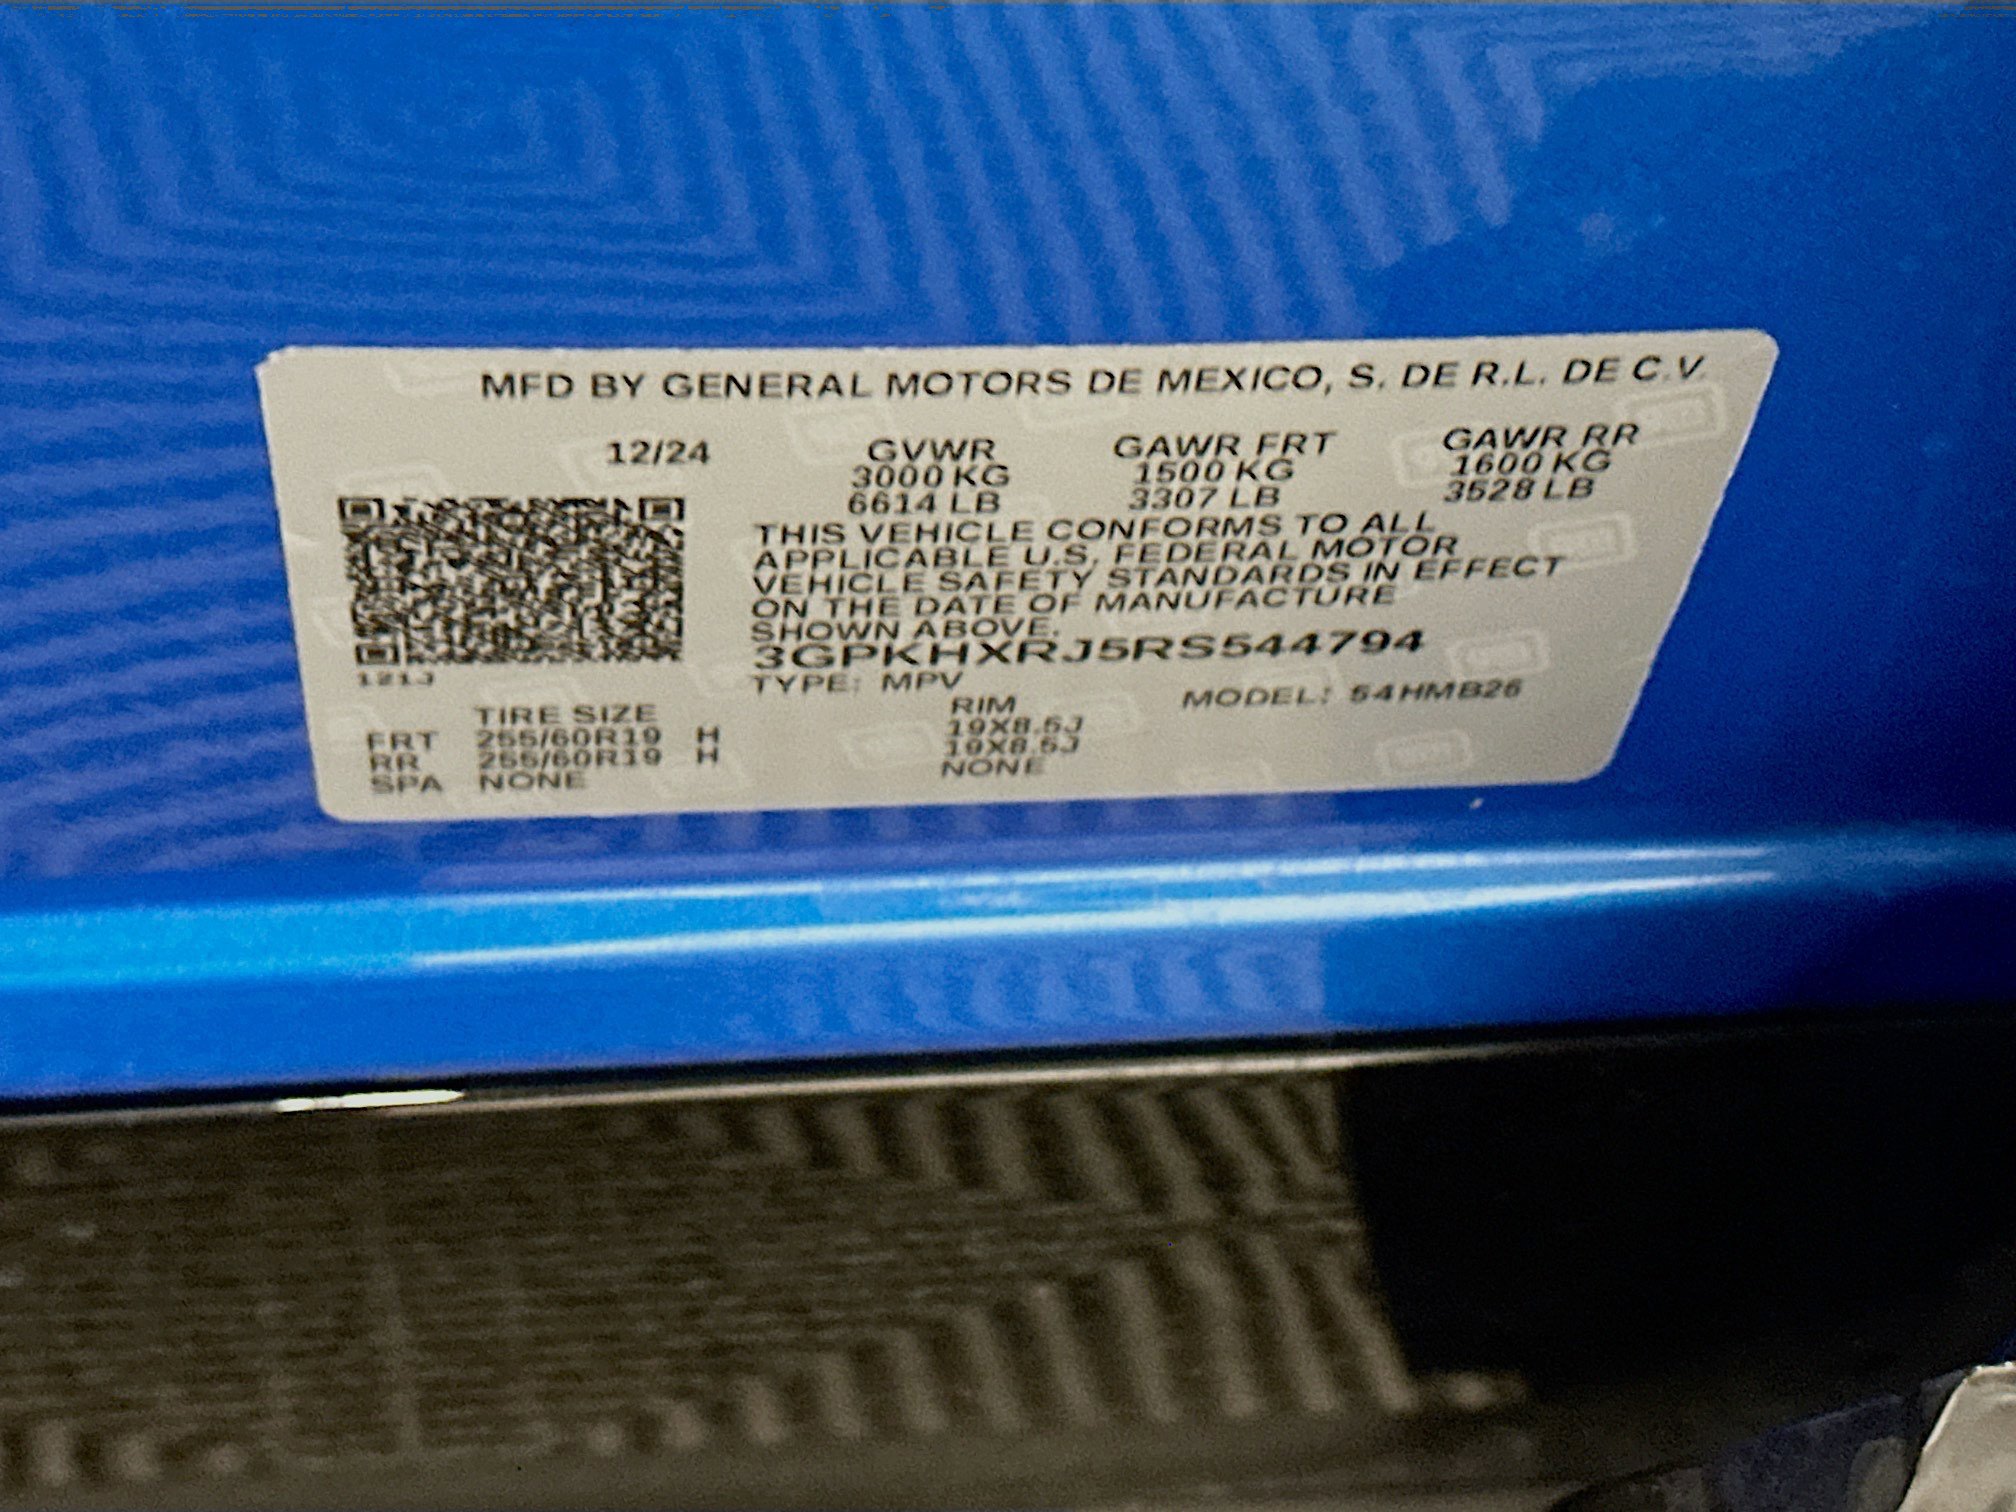 MFD BY GENERAL MOTORS DE MEXICO, S. DE R.L. DE C.V.
12/24 GVWR GAWR FRT GAWR RR
3000 KG 1500 KG 1600 KG
6614 LB 3307 LB 3528 LB
THIS VEHICLE CONFORMS TO ALL
APPLICABLE U.S. FEDERAL MOTOR
VEHICLE SAFETY STANDARDS IN EFFECT
ON THE DATE OF MANUFACTURE
SHOWN ABOVE.
3GPKHXRJ5RS544794
121J
TYPE: MPV MODEL: 54HMB26
TIRE SIZE RIM
FRT 255/60R19 H 19X8.5J
RR 255/60R19 H 19X8.5J
SPA NONE NONE